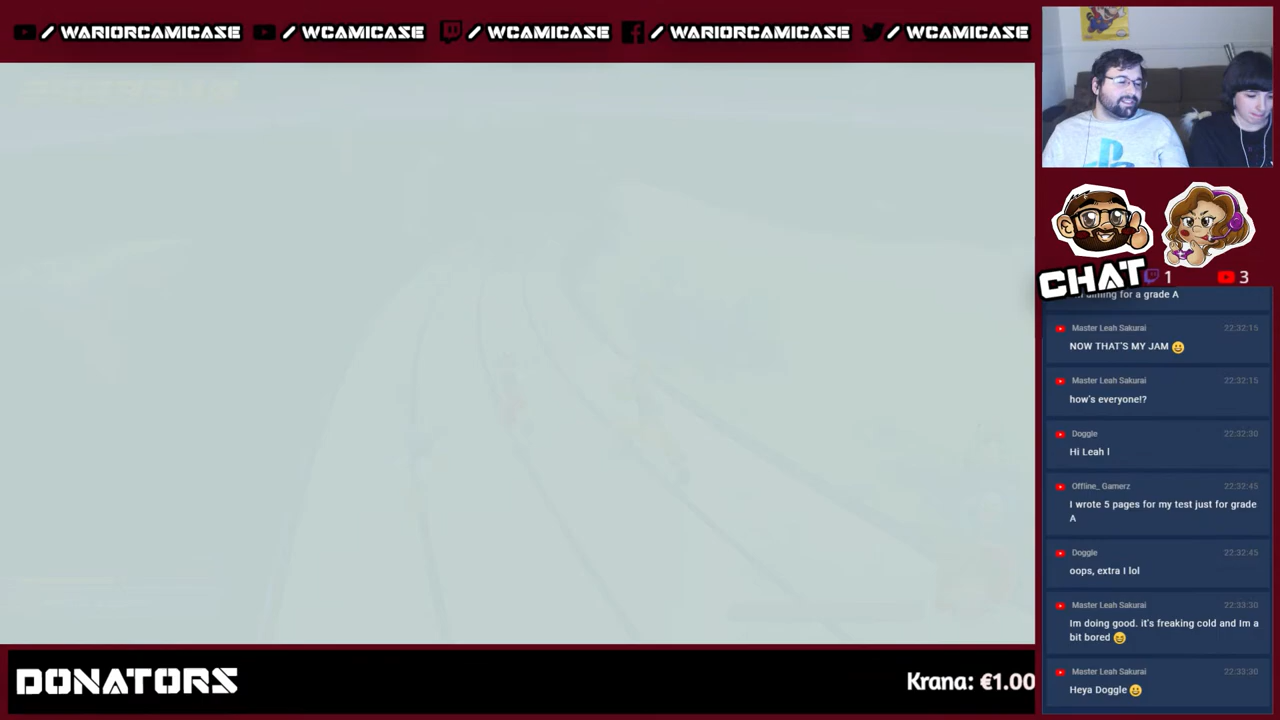 / WARIORCAMICASE / WCAMICASE / WCAMICASE / WARIORCAMICASE / WCAMICASE
CHAT 1 3
aiming for a grade A
Master Leah Sakurai 22:32:15
NOW THAT'S MY JAM 😀
Master Leah Sakurai 22:32:15
how's everyone!?
Doggle 22:32:30
Hi Leah l
Offline_ Gamerz 22:32:45
I wrote 5 pages for my test just for grade
A
Doggle 22:32:45
oops, extra l lol
Master Leah Sakurai 22:33:30
Im doing good. it's freaking cold and Im a
bit bored 😅
Master Leah Sakurai 22:33:30
Heya Doggle 😀
DONATORS Krana: €1.00